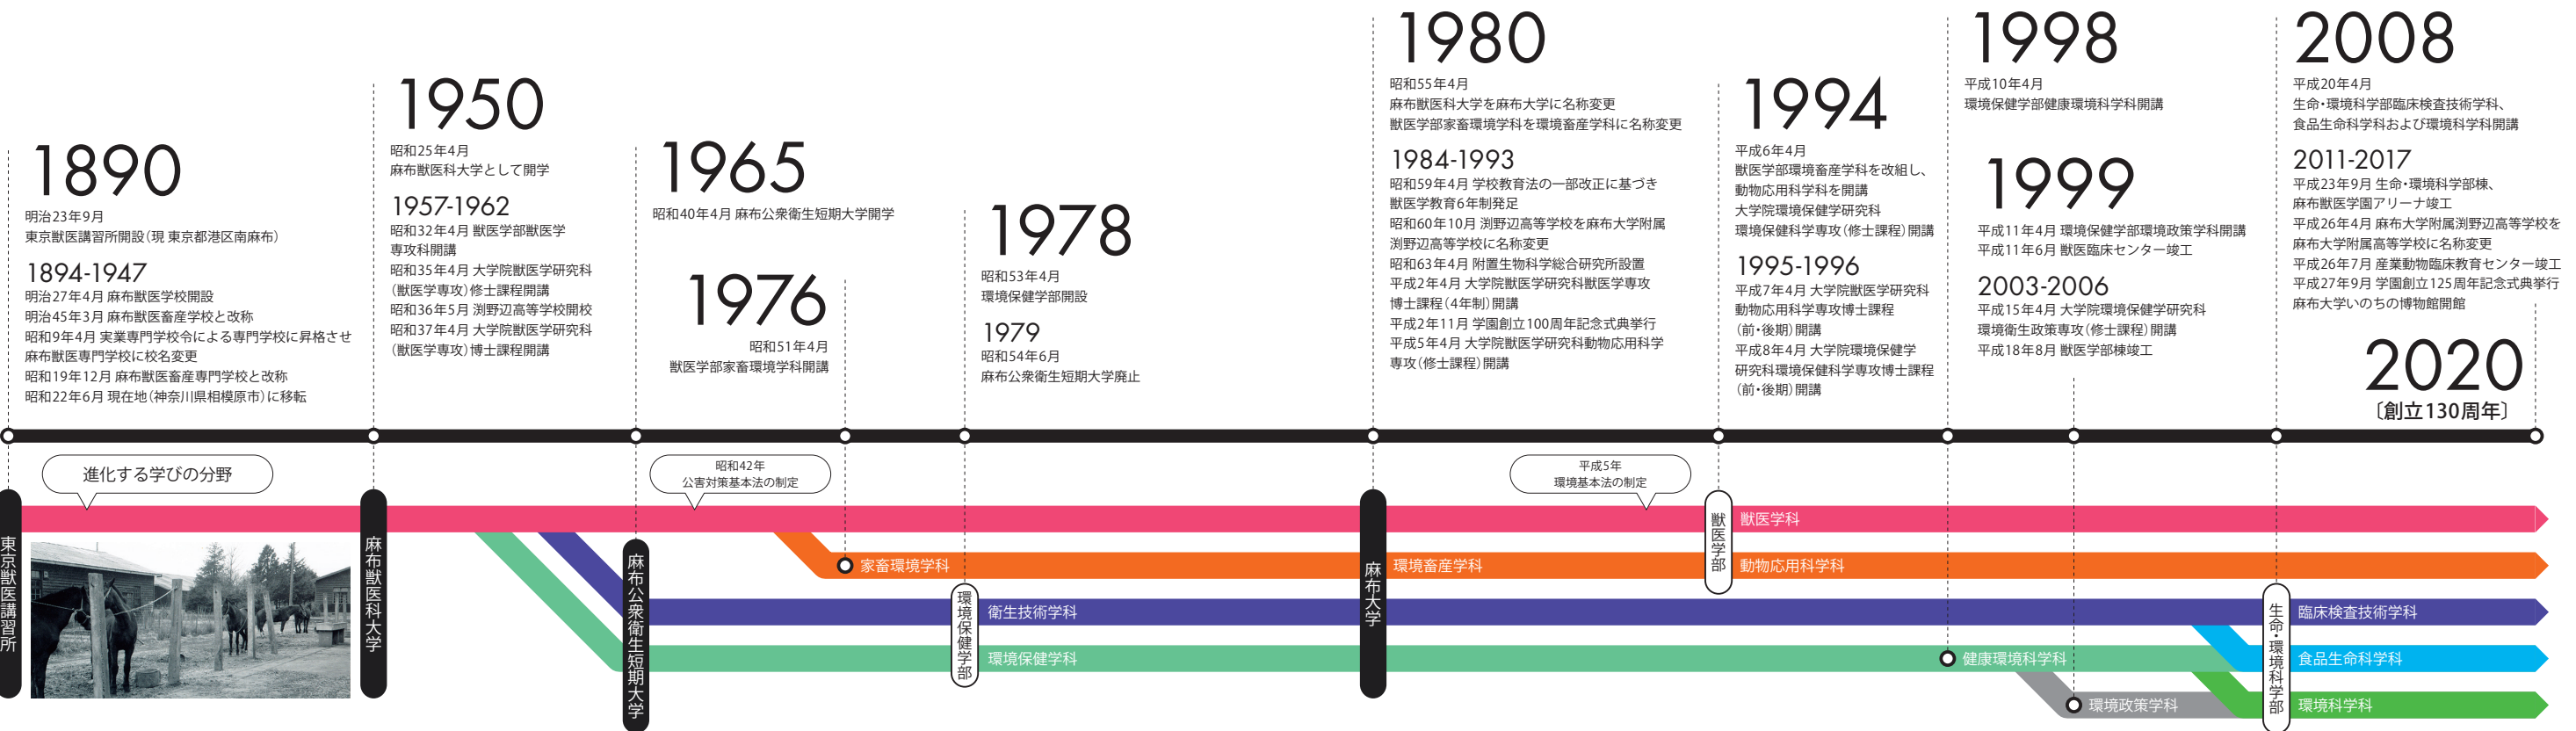 1890
明治23年9月
東京獣医講習所開設（現 東京都港区南麻布）
1894-1947
明治27年4月 麻布獣医学校開設
明治45年3月 麻布獣医畜産学校と改称
昭和9年4月 実業専門学校令による専門学校に昇格させ
麻布獣医専門学校に校名変更
昭和19年12月 麻布獣医畜産専門学校と改称
昭和22年6月 現在地（神奈川県相模原市）に移転
1950
昭和25年4月
麻布獣医科大学として開学
1957-1962
昭和32年4月 獣医学部獣医学
専攻科開講
昭和35年4月 大学院獣医学研究科
（獣医学専攻）修士課程開講
昭和36年5月 渕野辺高等学校開校
昭和37年4月 大学院獣医学研究科
（獣医学専攻）博士課程開講
1965
昭和40年4月 麻布公衆衛生短期大学開学
1976
昭和51年4月
獣医学部家畜環境学科開講
1978
昭和53年4月
環境保健学部開設
1979
昭和54年6月
麻布公衆衛生短期大学廃止
1980
昭和55年4月
麻布獣医科大学を麻布大学に名称変更
獣医学部家畜環境学科を環境畜産学科に名称変更
1984-1993
昭和59年4月 学校教育法の一部改正に基づき
獣医学教育6年制発足
昭和60年10月 渕野辺高等学校を麻布大学附属
渕野辺高等学校に名称変更
昭和63年4月 附置生物科学総合研究所設置
平成2年4月 大学院獣医学研究科獣医学専攻
博士課程（4年制）開講
平成2年11月 学園創立100周年記念式典挙行
平成5年4月 大学院獣医学研究科動物応用科学
専攻（修士課程）開講
1994
平成6年4月
獣医学部環境畜産学科を改組し、
動物応用科学科を開講
大学院環境保健学研究科
環境保健科学専攻（修士課程）開講
1995-1996
平成7年4月 大学院獣医学研究科
動物応用科学専攻博士課程
（前・後期）開講
平成8年4月 大学院環境保健学
研究科環境保健科学専攻博士課程
（前・後期）開講
1998
平成10年4月
環境保健学部健康環境科学科開講
1999
平成11年4月 環境保健学部環境政策学科開講
平成11年6月 獣医臨床センター竣工
2003-2006
平成15年4月 大学院環境保健学研究科
環境衛生政策専攻（修士課程）開講
平成18年8月 獣医学部棟竣工
2008
平成20年4月
生命・環境科学部臨床検査技術学科、
食品生命科学科および環境科学科開講
2011-2017
平成23年9月 生命・環境科学部棟、
麻布獣医学園アリーナ竣工
平成26年4月 麻布大学附属渕野辺高等学校を
麻布大学附属高等学校に名称変更
平成26年7月 産業動物臨床教育センター竣工
平成27年9月 学園創立125周年記念式典挙行
麻布大学いのちの博物館開館
2020
〔創立130周年〕
進化する学びの分野
昭和42年
公害対策基本法の制定
平成5年
環境基本法の制定
東京獣医講習所
麻布獣医科大学
麻布公衆衛生短期大学
環境保健学部
麻布大学
獣医学部
生命・環境科学部
獣医学科
家畜環境学科
環境畜産学科
動物応用科学科
衛生技術学科
臨床検査技術学科
環境保健学科
健康環境科学科
食品生命科学科
環境政策学科
環境科学科